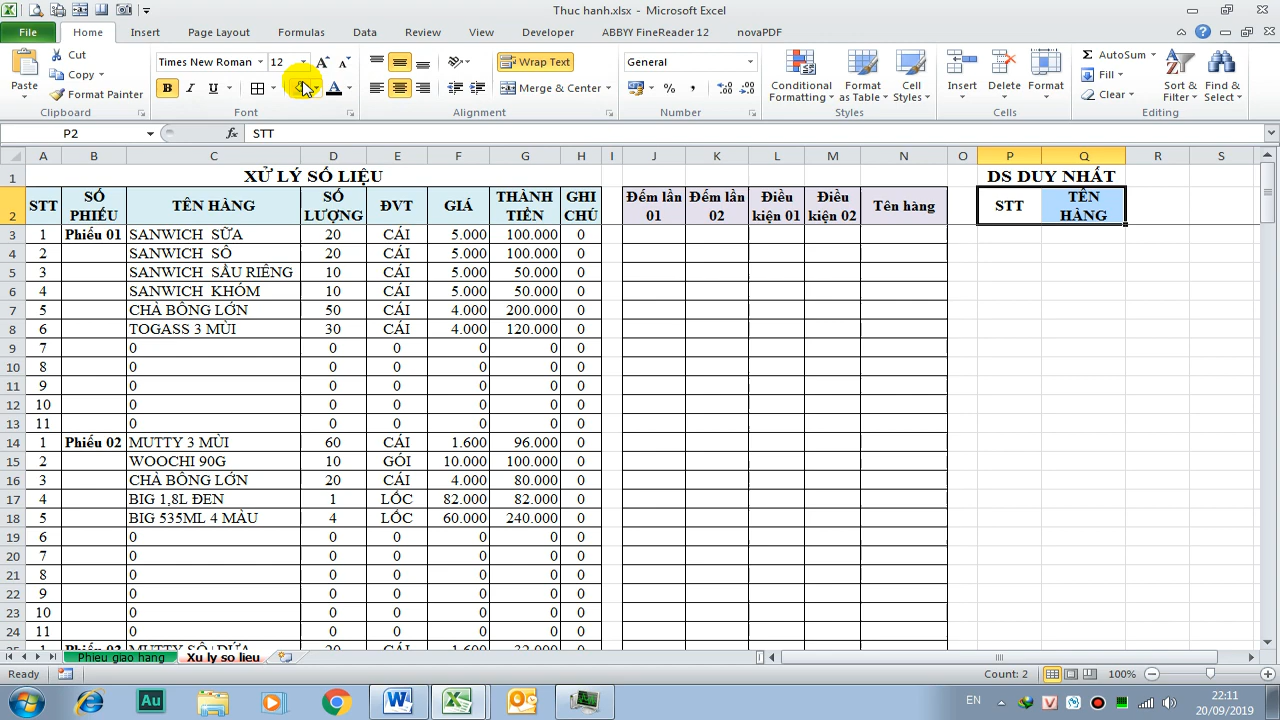 Thuc hanh.xlsx - Microsoft Excel
File Home Insert Page Layout Formulas Data Review View Developer ABBYY FineReader 12 novaPDF
Paste Cut Copy Format Painter
Times New Roman 12 B I U A
Wrap Text Merge & Center
General % ,
Conditional Formatting Format as Table Cell Styles
Insert Delete Format
AutoSum Fill Clear Sort & Filter Find & Select
Clipboard Font Alignment Number Styles Cells Editing
P2 fx STT
A B C D E F G H I J K L M N O P Q R S
1 XỬ LÝ SỐ LIỆU DS DUY NHẤT
2 STT SỐ PHIẾU TÊN HÀNG SỐ LƯỢNG ĐVT GIÁ THÀNH TIỀN GHI CHÚ Đếm lần 01 Đếm lần 02 Điều kiện 01 Điều kiện 02 Tên hàng STT TÊN HÀNG
3 1 Phiếu 01 SANWICH SỮA 20 CÁI 5.000 100.000 0
4 2 SANWICH SÔ 20 CÁI 5.000 100.000 0
5 3 SANWICH SẦU RIÊNG 10 CÁI 5.000 50.000 0
6 4 SANWICH KHÓM 10 CÁI 5.000 50.000 0
7 5 CHÀ BÔNG LỚN 50 CÁI 4.000 200.000 0
8 6 TOGASS 3 MÙI 30 CÁI 4.000 120.000 0
9 7 0 0 0 0 0 0
10 8 0 0 0 0 0 0
11 9 0 0 0 0 0 0
12 10 0 0 0 0 0 0
13 11 0 0 0 0 0 0
14 1 Phiếu 02 MUTTY 3 MÙI 60 CÁI 1.600 96.000 0
15 2 WOOCHI 90G 10 GÓI 10.000 100.000 0
16 3 CHÀ BÔNG LỚN 20 CÁI 4.000 80.000 0
17 4 BIG 1,8L ĐEN 1 LỐC 82.000 82.000 0
18 5 BIG 535ML 4 MÀU 4 LỐC 60.000 240.000 0
19 6 0 0 0 0 0 0
20 7 0 0 0 0 0 0
21 8 0 0 0 0 0 0
22 9 0 0 0 0 0 0
23 10 0 0 0 0 0 0
24 11 0 0 0 0 0 0
Phieu giao hang Xu ly so lieu
Ready Count: 2 100%
EN 22:11
20/09/2019